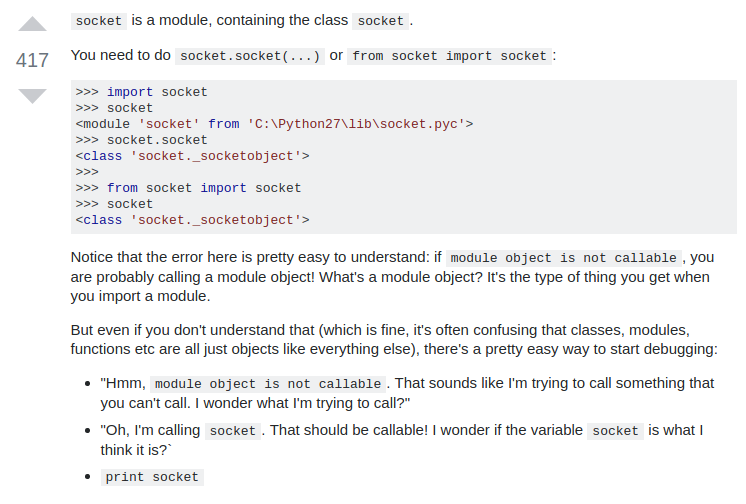 socket is a module, containing the class socket.
417
You need to do socket.socket(...) or from socket import socket:
>>> import socket
>>> socket
<module 'socket' from 'C:\Python27\lib\socket.pyc'>
>>> socket.socket
<class 'socket._socketobject'>
>>>
>>> from socket import socket
>>> socket
<class 'socket._socketobject'>
Notice that the error here is pretty easy to understand: if module object is not callable, you
are probably calling a module object! What's a module object? It's the type of thing you get when
you import a module.
But even if you don't understand that (which is fine, it's often confusing that classes, modules,
functions etc are all just objects like everything else), there's a pretty easy way to start debugging:
• "Hmm, module object is not callable. That sounds like I'm trying to call something that
you can't call. I wonder what I'm trying to call?"
• "Oh, I'm calling socket. That should be callable! I wonder if the variable socket is what I
think it is?`
• print socket